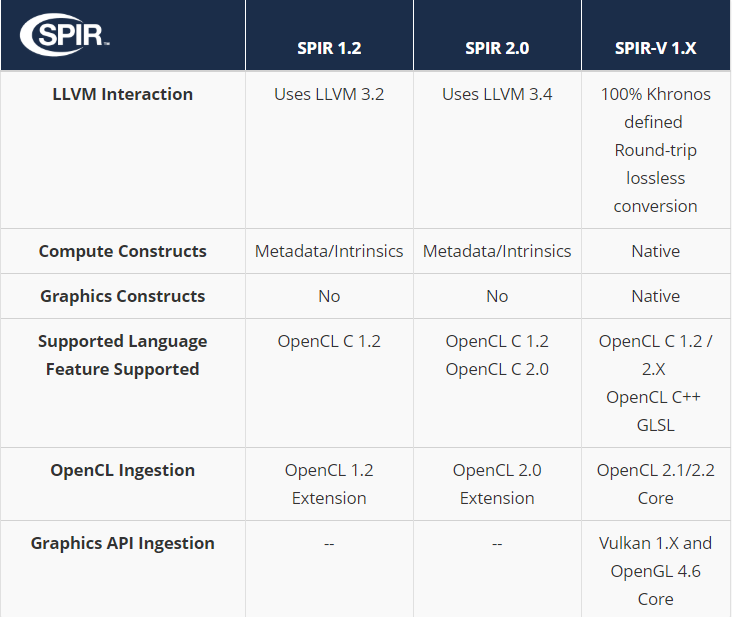 SPIR™
SPIR 1.2 SPIR 2.0 SPIR-V 1.X
LLVM Interaction Uses LLVM 3.2 Uses LLVM 3.4 100% Khronos
defined
Round-trip
lossless
conversion
Compute Constructs Metadata/Intrinsics Metadata/Intrinsics Native
Graphics Constructs No No Native
Supported Language OpenCL C 1.2 OpenCL C 1.2 OpenCL C 1.2 /
Feature Supported OpenCL C 2.0 2.X
OpenCL C++
GLSL
OpenCL Ingestion OpenCL 1.2 OpenCL 2.0 OpenCL 2.1/2.2
Extension Extension Core
Graphics API Ingestion -- -- Vulkan 1.X and
OpenGL 4.6
Core